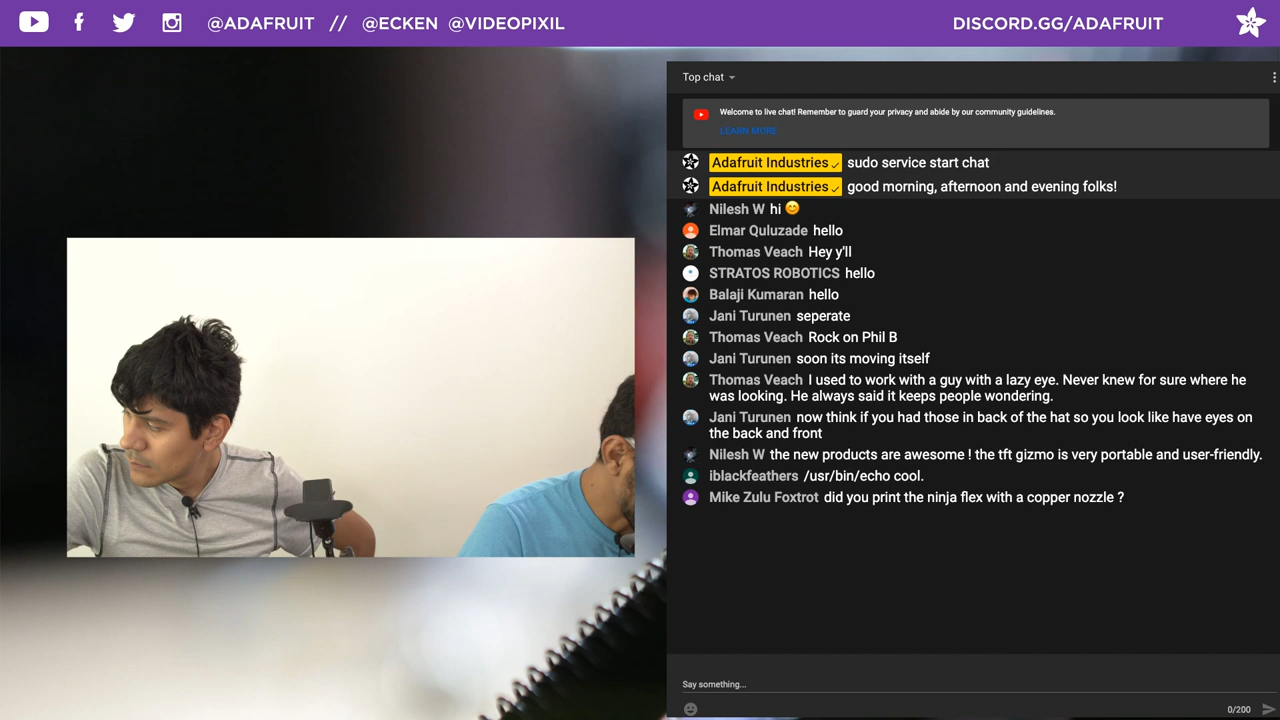 @ADAFRUIT // @ECKEN @VIDEOPIXIL
DISCORD.GG/ADAFRUIT
Top chat
Welcome to live chat! Remember to guard your privacy and abide by our community guidelines.
LEARN MORE
Adafruit Industries sudo service start chat
Adafruit Industries good morning, afternoon and evening folks!
Nilesh W hi 😊
Elmar Quluzade hello
Thomas Veach Hey y'll
STRATOS ROBOTICS hello
Balaji Kumaran hello
Jani Turunen seperate
Thomas Veach Rock on Phil B
Jani Turunen soon its moving itself
Thomas Veach I used to work with a guy with a lazy eye. Never knew for sure where he
was looking. He always said it keeps people wondering.
Jani Turunen now think if you had those in back of the hat so you look like have eyes on
the back and front
Nilesh W the new products are awesome ! the tft gizmo is very portable and user-friendly.
iblackfeathers /usr/bin/echo cool.
Mike Zulu Foxtrot did you print the ninja flex with a copper nozzle ?
Say something...
0/200